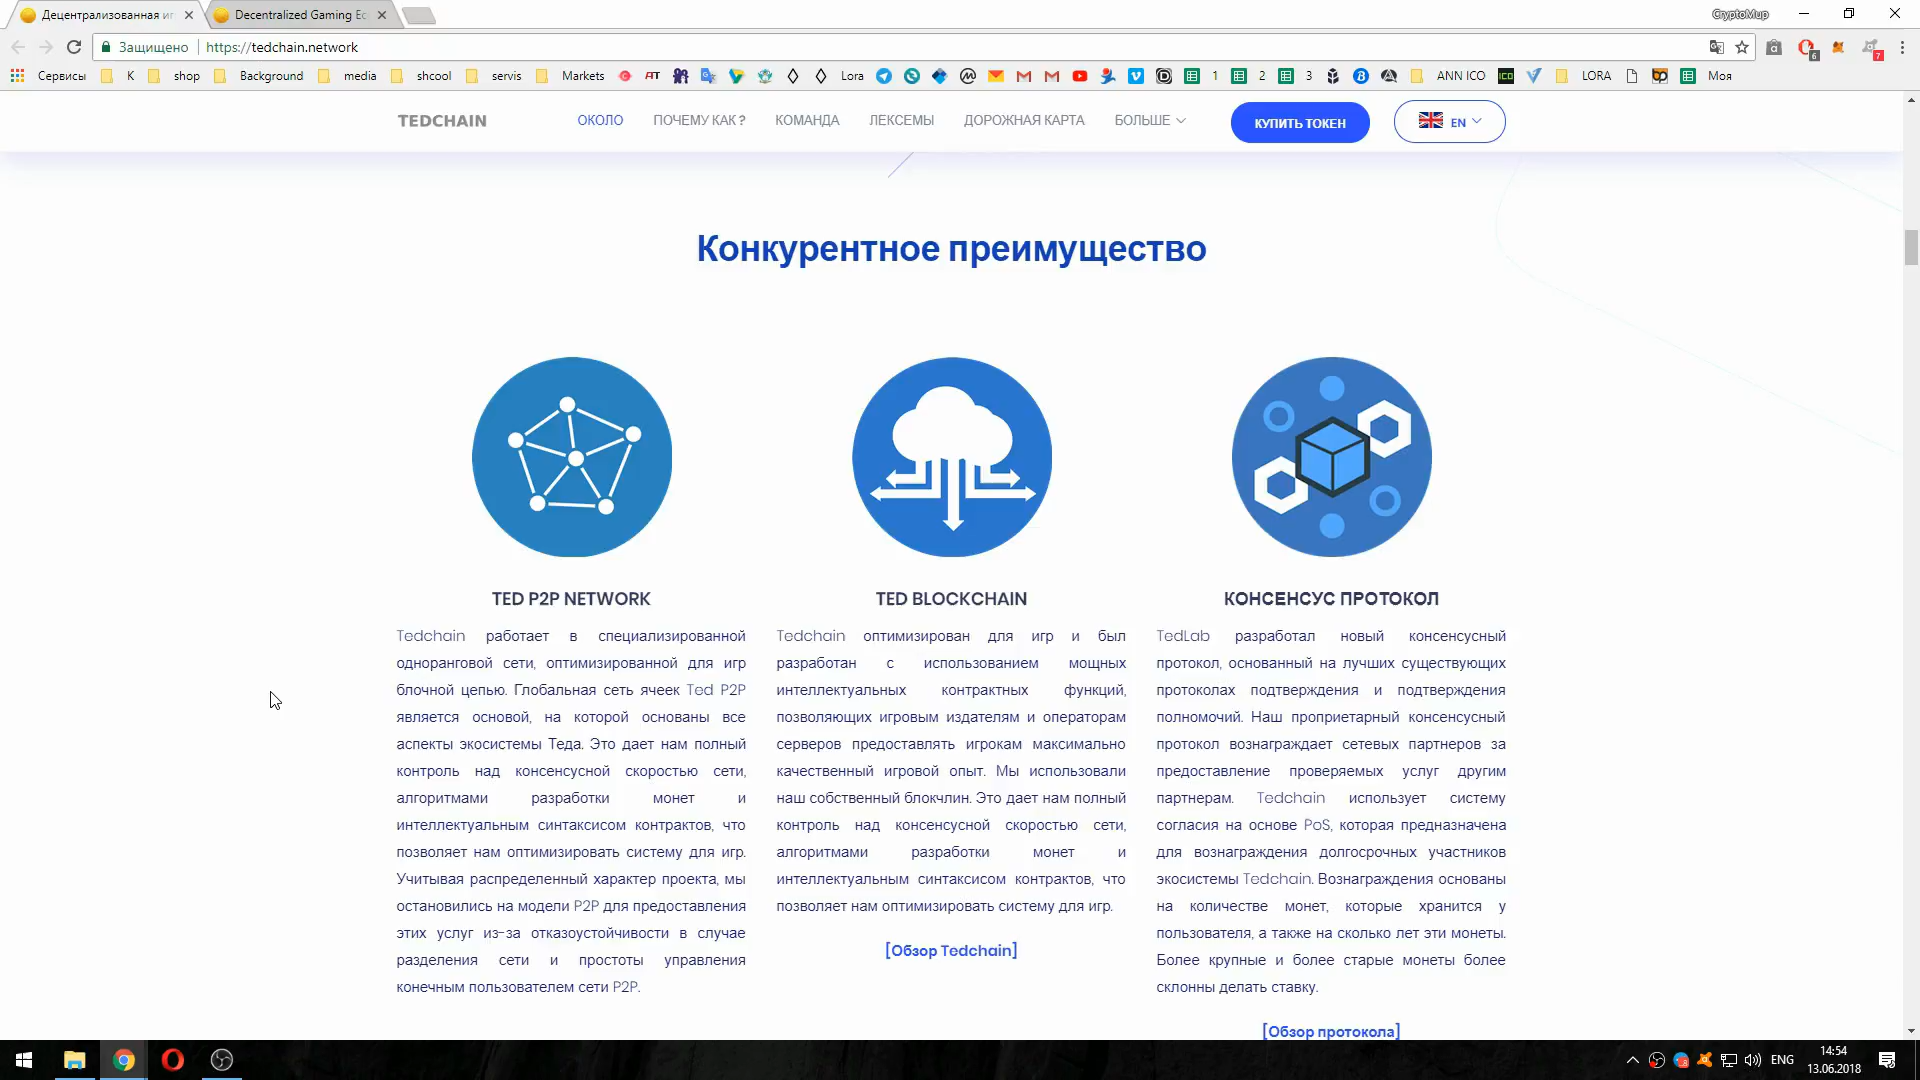 Децентрализованная иг
Decentralized Gaming Ec
CryptoMup
Защищено
https://tedchain.network
Сервисы
K
shop
Background
media
shcool
servis
Markets
Lora
1
2
3
ANN ICO
LORA
Моя
TEDCHAIN
ОКОЛО
ПОЧЕМУ КАК ?
КОМАНДА
ЛЕКСЕМЫ
ДОРОЖНАЯ КАРТА
БОЛЬШЕ
КУПИТЬ ТОКЕН
EN
Конкурентное преимущество
TED P2P NETWORK
Tedchain работает в специализированной
одноранговой сети, оптимизированной для игр
блочной цепью. Глобальная сеть ячеек Ted P2P
является основой, на которой основаны все
аспекты экосистемы Теда. Это дает нам полный
контроль над консенсусной скоростью сети,
алгоритмами разработки монет и
интеллектуальным синтаксисом контрактов, что
позволяет нам оптимизировать систему для игр.
Учитывая распределенный характер проекта, мы
остановились на модели P2P для предоставления
этих услуг из-за отказоустойчивости в случае
разделения сети и простоты управления
конечным пользователем сети P2P.
TED BLOCKCHAIN
Tedchain оптимизирован для игр и был
разработан с использованием мощных
интеллектуальных контрактных функций,
позволяющих игровым издателям и операторам
серверов предоставлять игрокам максимально
качественный игровой опыт. Мы использовали
наш собственный блокчлин. Это дает нам полный
контроль над консенсусной скоростью сети,
алгоритмами разработки монет и
интеллектуальным синтаксисом контрактов, что
позволяет нам оптимизировать систему для игр.
[Обзор Tedchain]
КОНСЕНСУС ПРОТОКОЛ
TedLab разработал новый консенсусный
протокол, основанный на лучших существующих
протоколах подтверждения и подтверждения
полномочий. Наш проприетарный консенсусный
протокол вознаграждает сетевых партнеров за
предоставление проверяемых услуг другим
партнерам. Tedchain использует систему
согласия на основе PoS, которая предназначена
для вознаграждения долгосрочных участников
экосистемы Tedchain. Вознаграждения основаны
на количестве монет, которые хранится у
пользователя, а также на сколько лет эти монеты.
Более крупные и более старые монеты более
склонны делать ставку.
[Обзор протокола]
ENG
14:54
13.06.2018